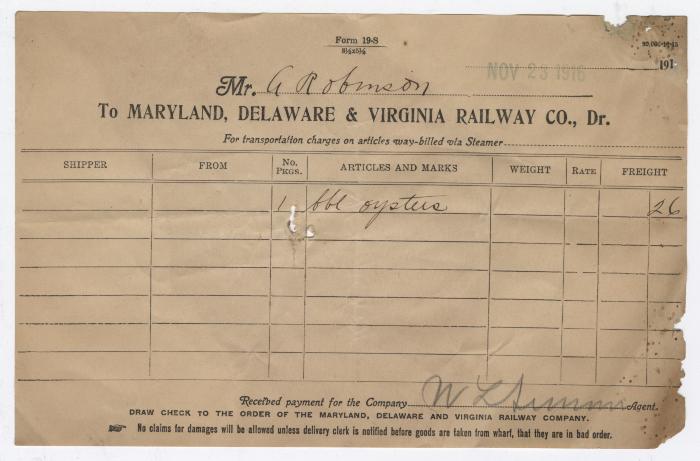 Form 19-S
8½x5¼
NOV 23 1916
191
Mr. A Robinson
To MARYLAND, DELAWARE & VIRGINIA RAILWAY CO., Dr.
For transportation charges on articles way-billed via Steamer
SHIPPER FROM No. Pkgs. ARTICLES AND MARKS WEIGHT RATE FREIGHT
1 bbl oysters 26
Received payment for the Company W L Agent.
DRAW CHECK TO THE ORDER OF THE MARYLAND, DELAWARE AND VIRGINIA RAILWAY COMPANY.
No claims for damages will be allowed unless delivery clerk is notified before goods are taken from wharf, that they are in bad order.